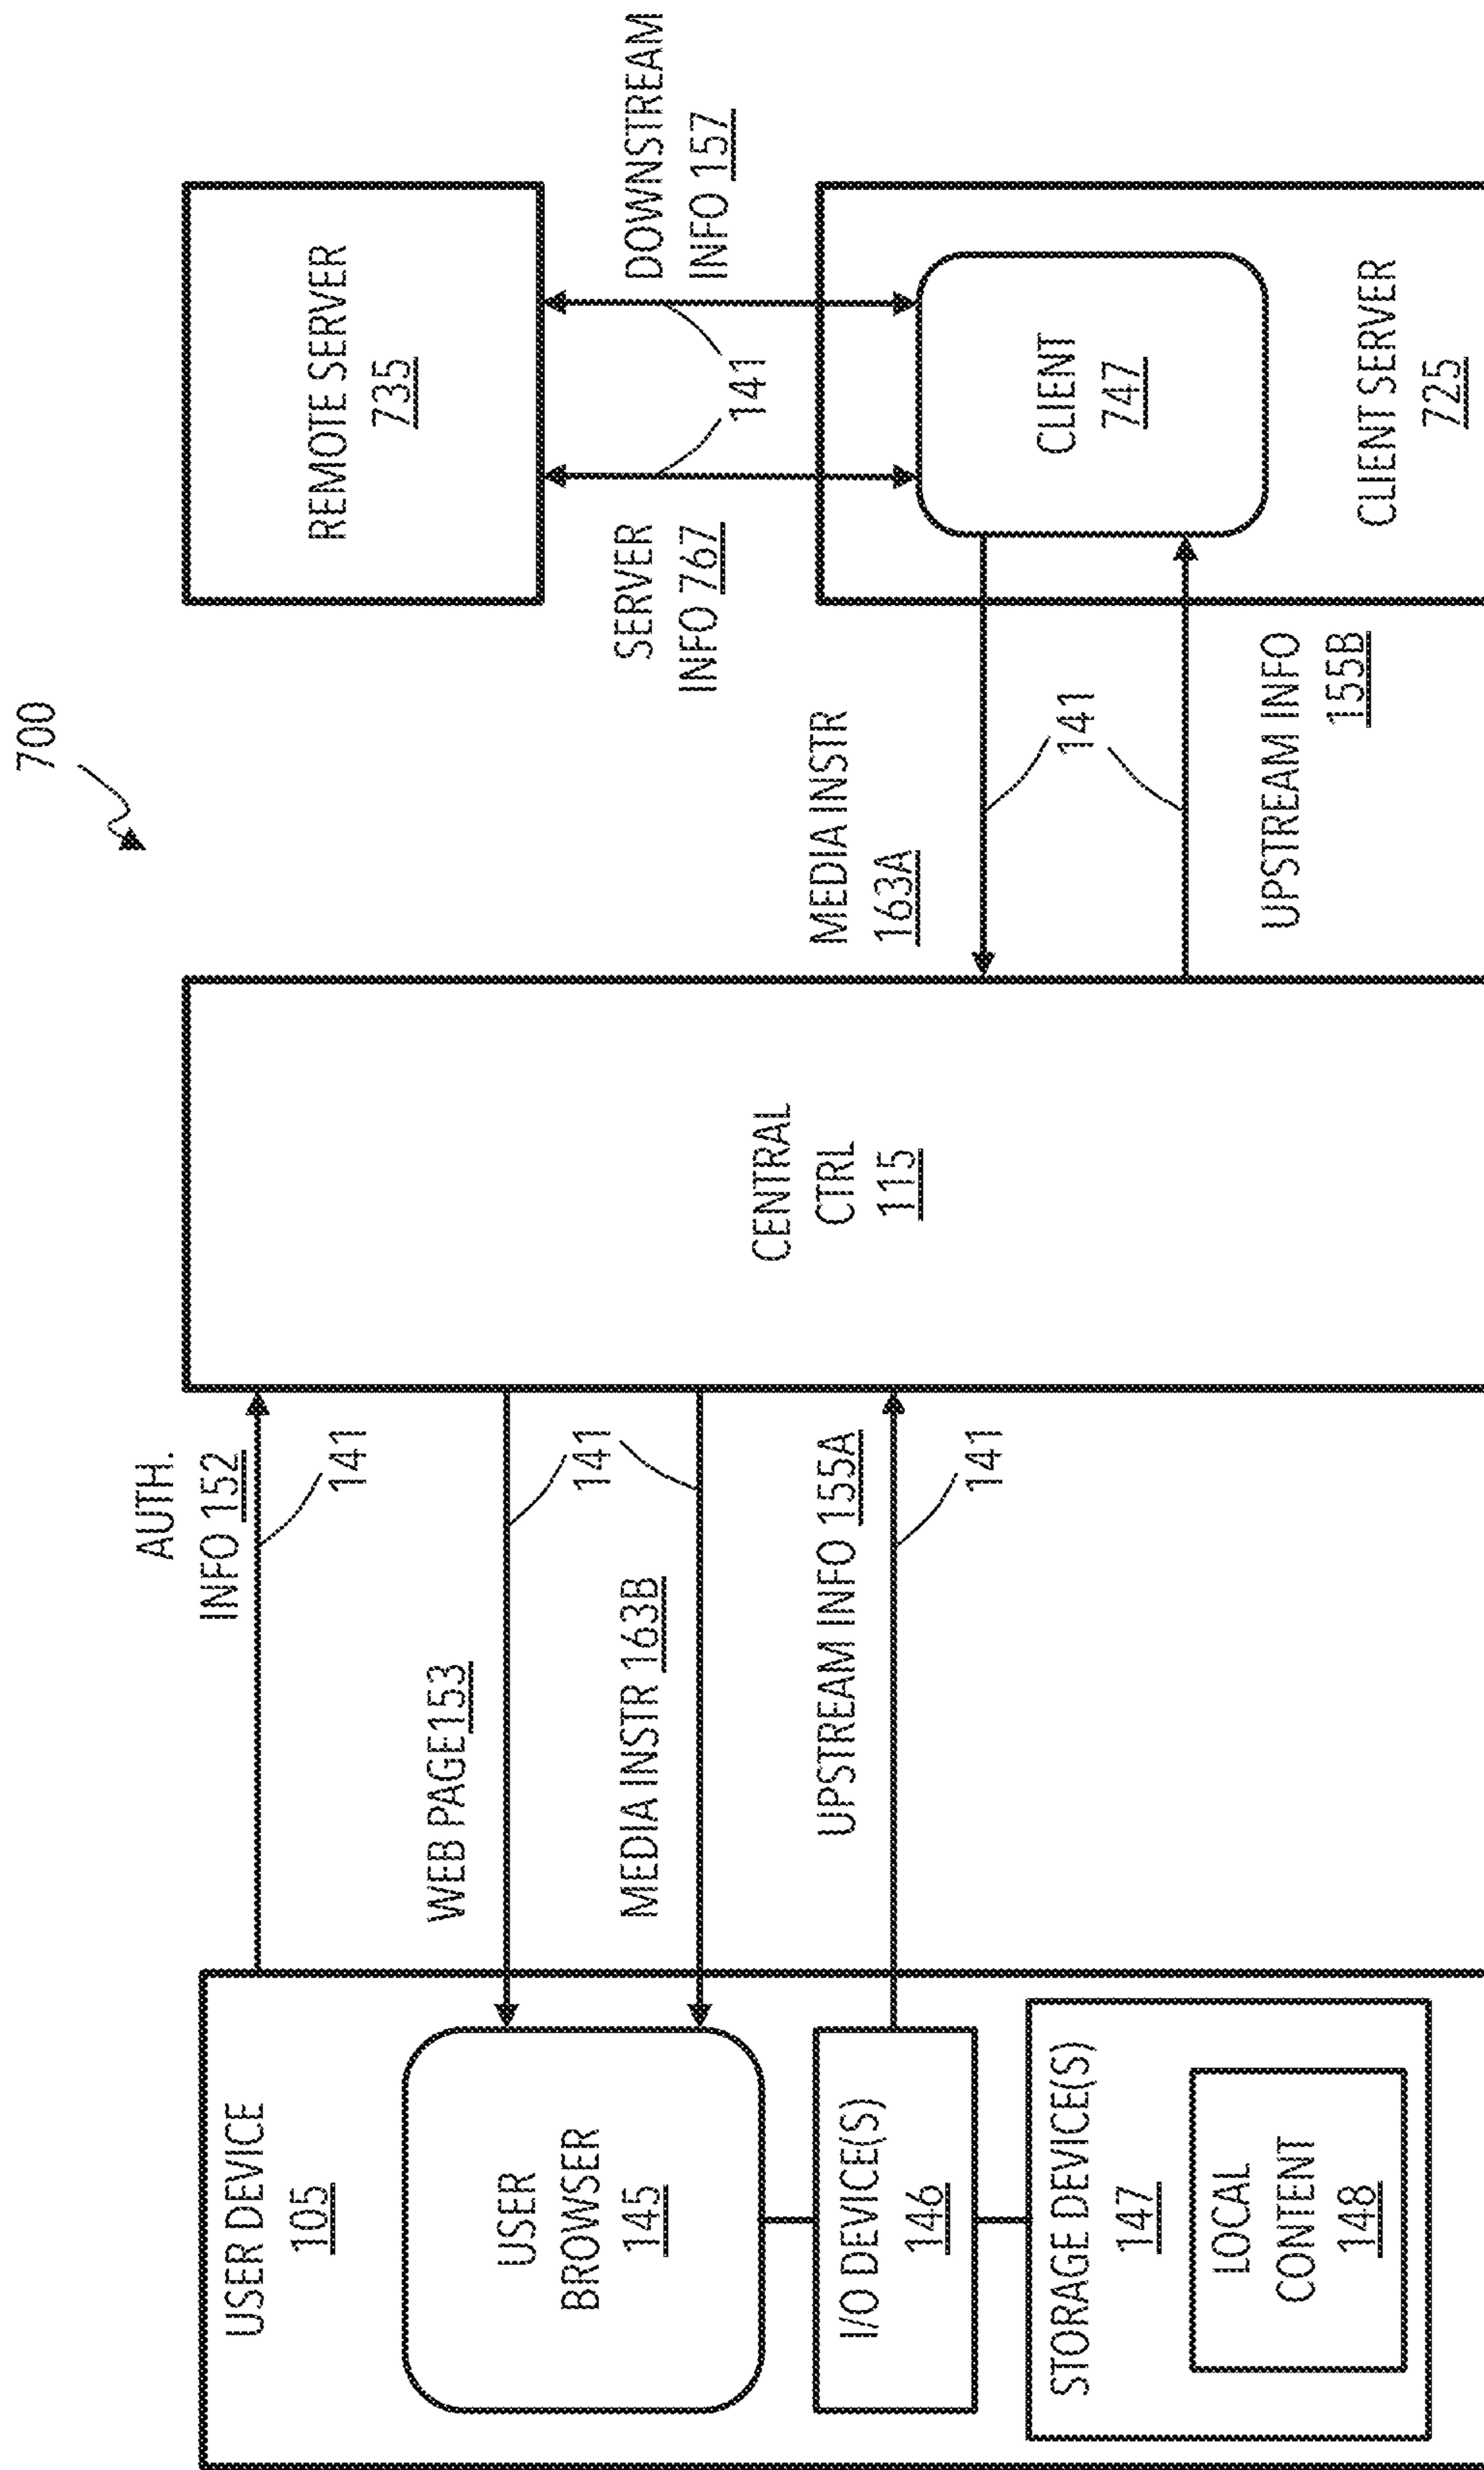 700
USER DEVICE
105
USER
BROWSER
145
I/O DEVICE(S)
146
STORAGE DEVICE(S)
147
LOCAL
CONTENT
148
AUTH.
INFO 152
141
WEB PAGE153
141
MEDIA INSTR 163B
UPSTREAM INFO 155A
141
CENTRAL
CTRL
115
MEDIA INSTR
163A
141
UPSTREAM INFO
155B
REMOTE SERVER
735
SERVER
INFO 767
141
DOWNSTREAM
INFO 157
CLIENT
747
CLIENT SERVER
725